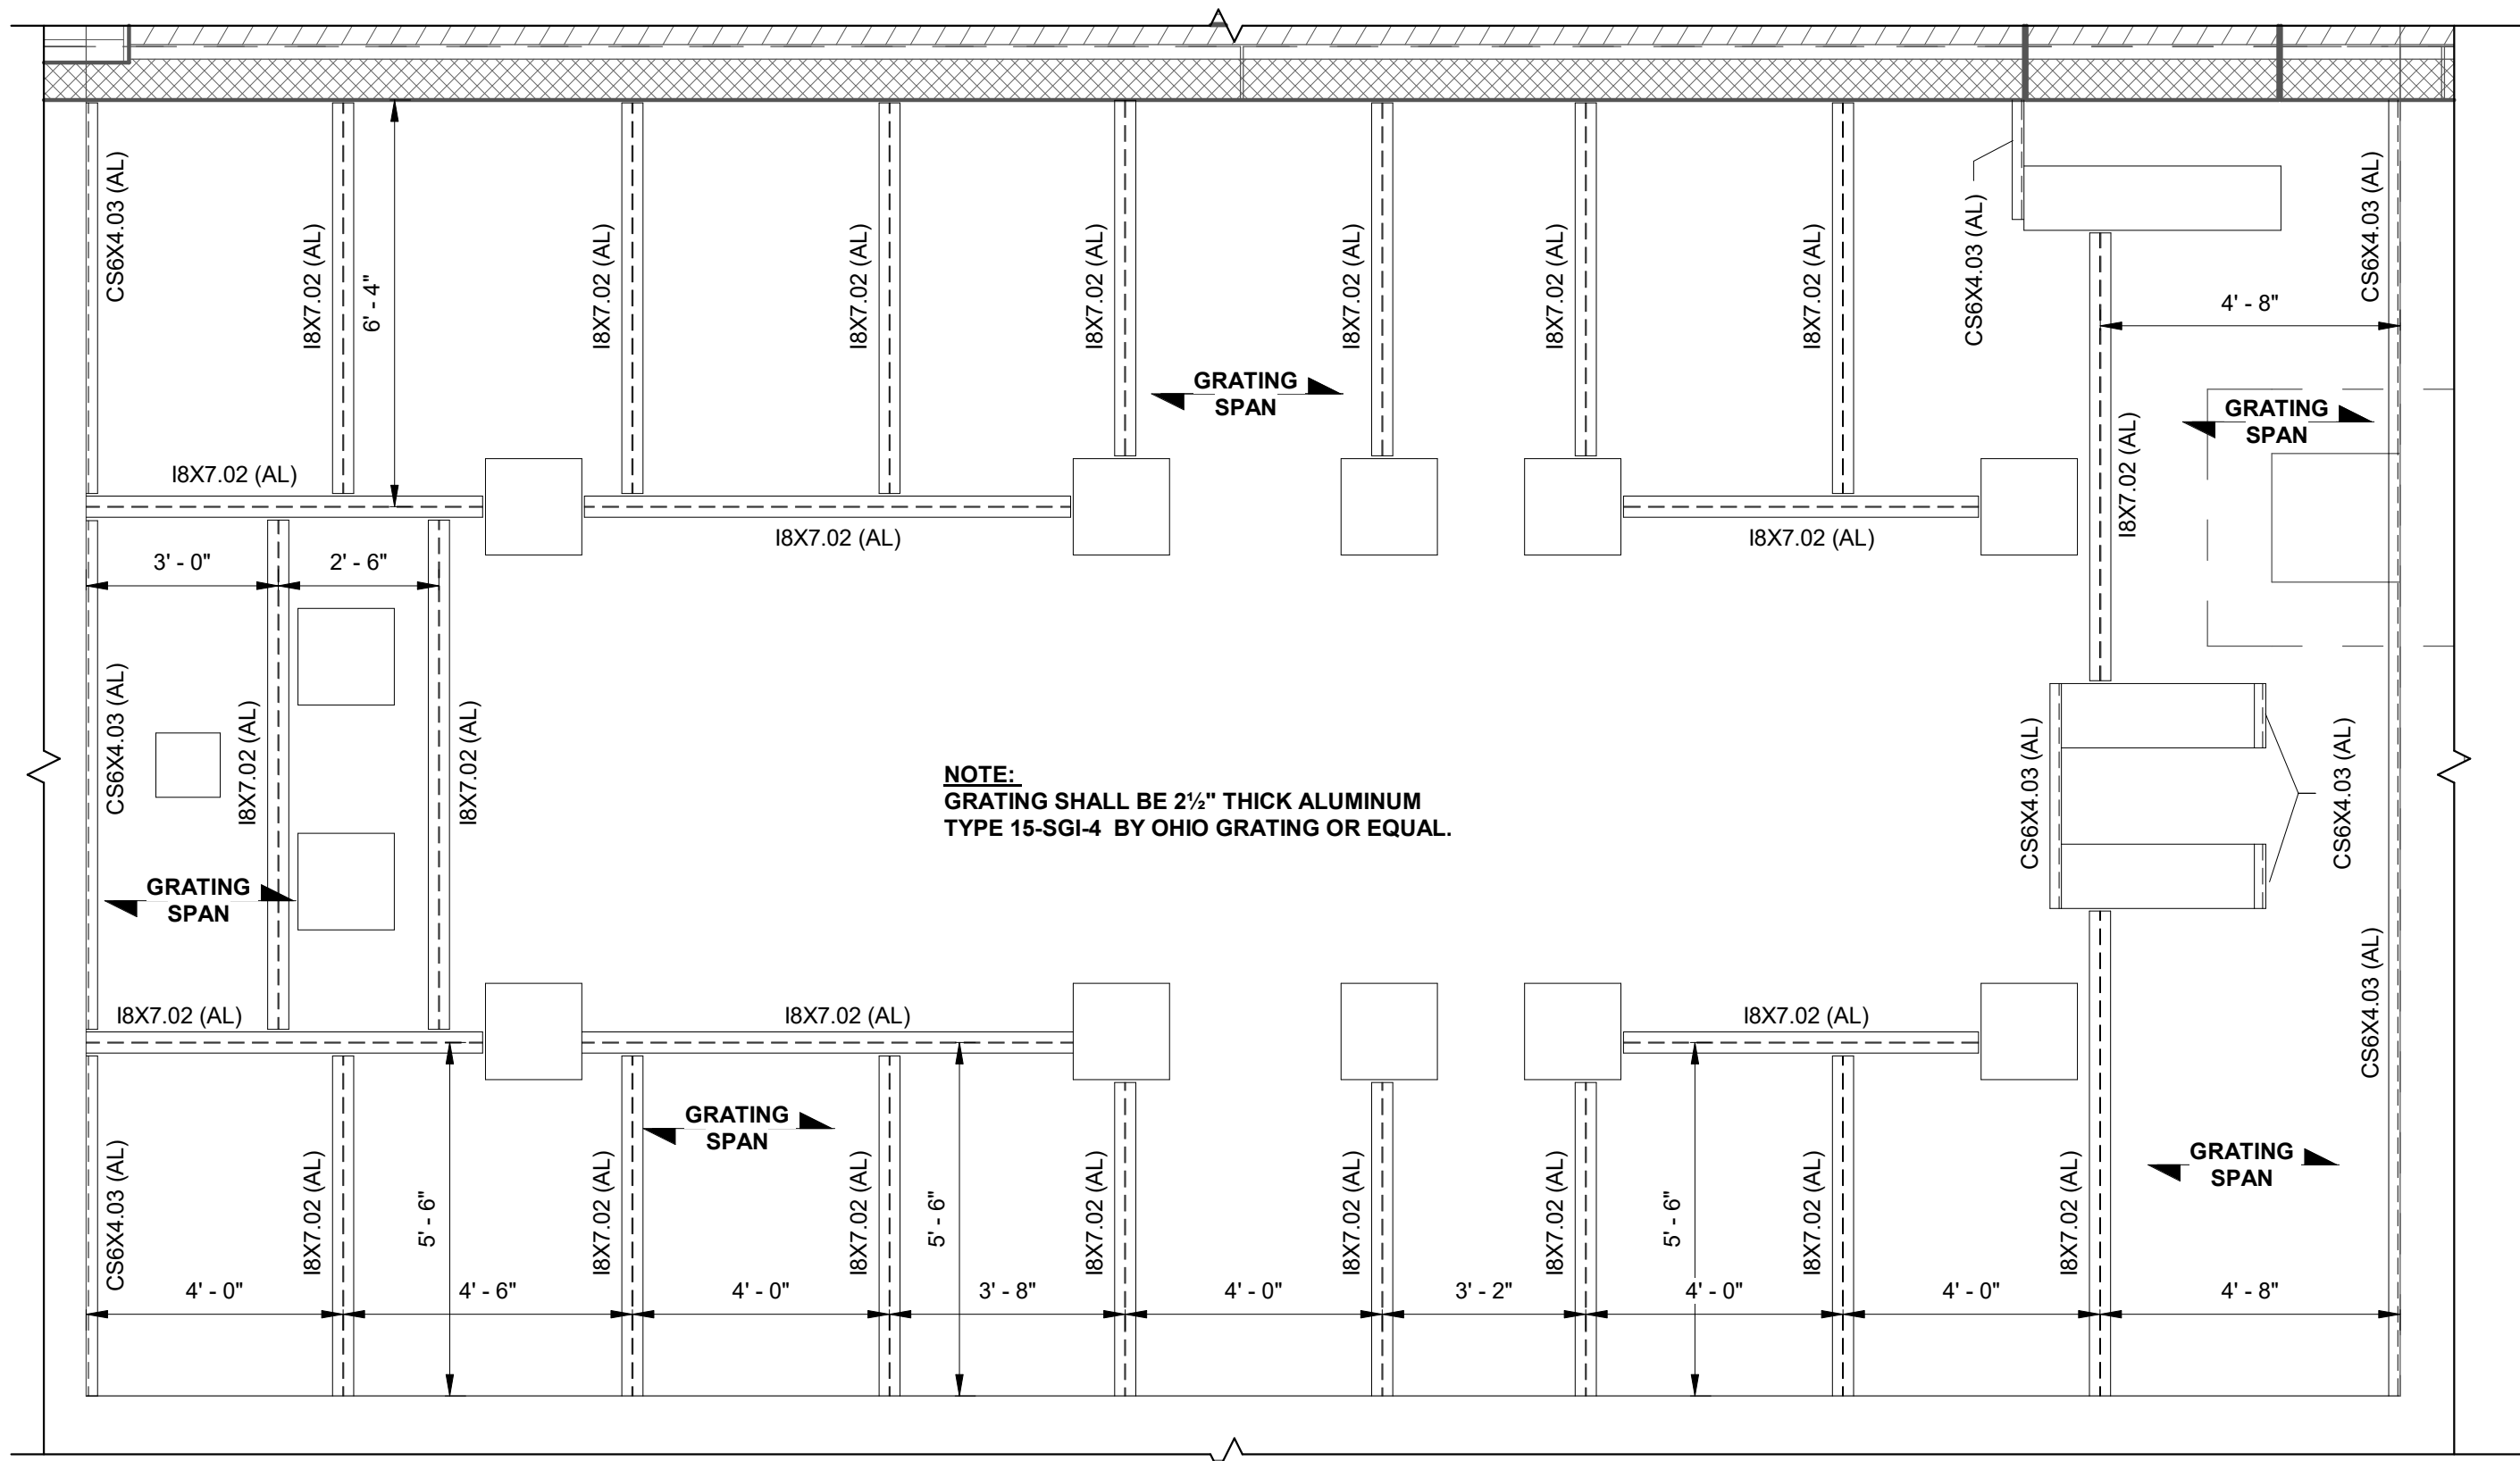 CS6X4.03 (AL)
I8X7.02 (AL)
6' - 4"
I8X7.02 (AL)
I8X7.02 (AL)
I8X7.02 (AL)
I8X7.02 (AL)
I8X7.02 (AL)
I8X7.02 (AL)
CS6X4.03 (AL)
CS6X4.03 (AL)
4' - 8"
GRATING
SPAN
GRATING
SPAN
I8X7.02 (AL)
I8X7.02 (AL)
I8X7.02 (AL)
I8X7.02 (AL)
3' - 0"
2' - 6"
CS6X4.03 (AL)
I8X7.02 (AL)
I8X7.02 (AL)
NOTE:
GRATING SHALL BE 2½" THICK ALUMINUM
TYPE 15-SGI-4 BY OHIO GRATING OR EQUAL.
CS6X4.03 (AL)
CS6X4.03 (AL)
GRATING
SPAN
CS6X4.03 (AL)
I8X7.02 (AL)
I8X7.02 (AL)
I8X7.02 (AL)
GRATING
SPAN
GRATING
SPAN
CS6X4.03 (AL)
I8X7.02 (AL)
5' - 6"
I8X7.02 (AL)
I8X7.02 (AL)
5' - 6"
I8X7.02 (AL)
I8X7.02 (AL)
I8X7.02 (AL)
5' - 6"
I8X7.02 (AL)
I8X7.02 (AL)
4' - 0"
4' - 6"
4' - 0"
3' - 8"
4' - 0"
3' - 2"
4' - 0"
4' - 0"
4' - 8"